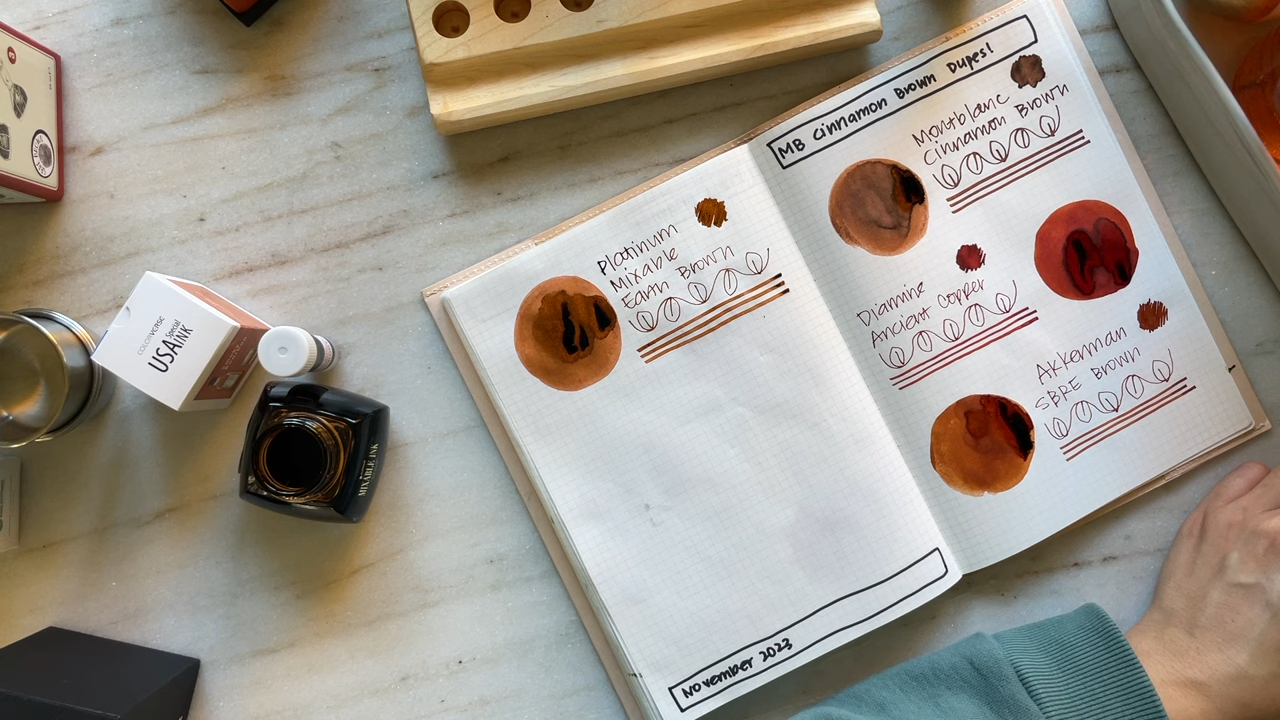 COLORVERSE
USA Special
INK
MIXABLE INK
Platinum
Mixable
Earth Brown
November 2023
MB Cinnamon Brown Dupes!
Montblanc
Cinnamon Brown
Diamine
Ancient Copper
Akkerman
SBRE Brown